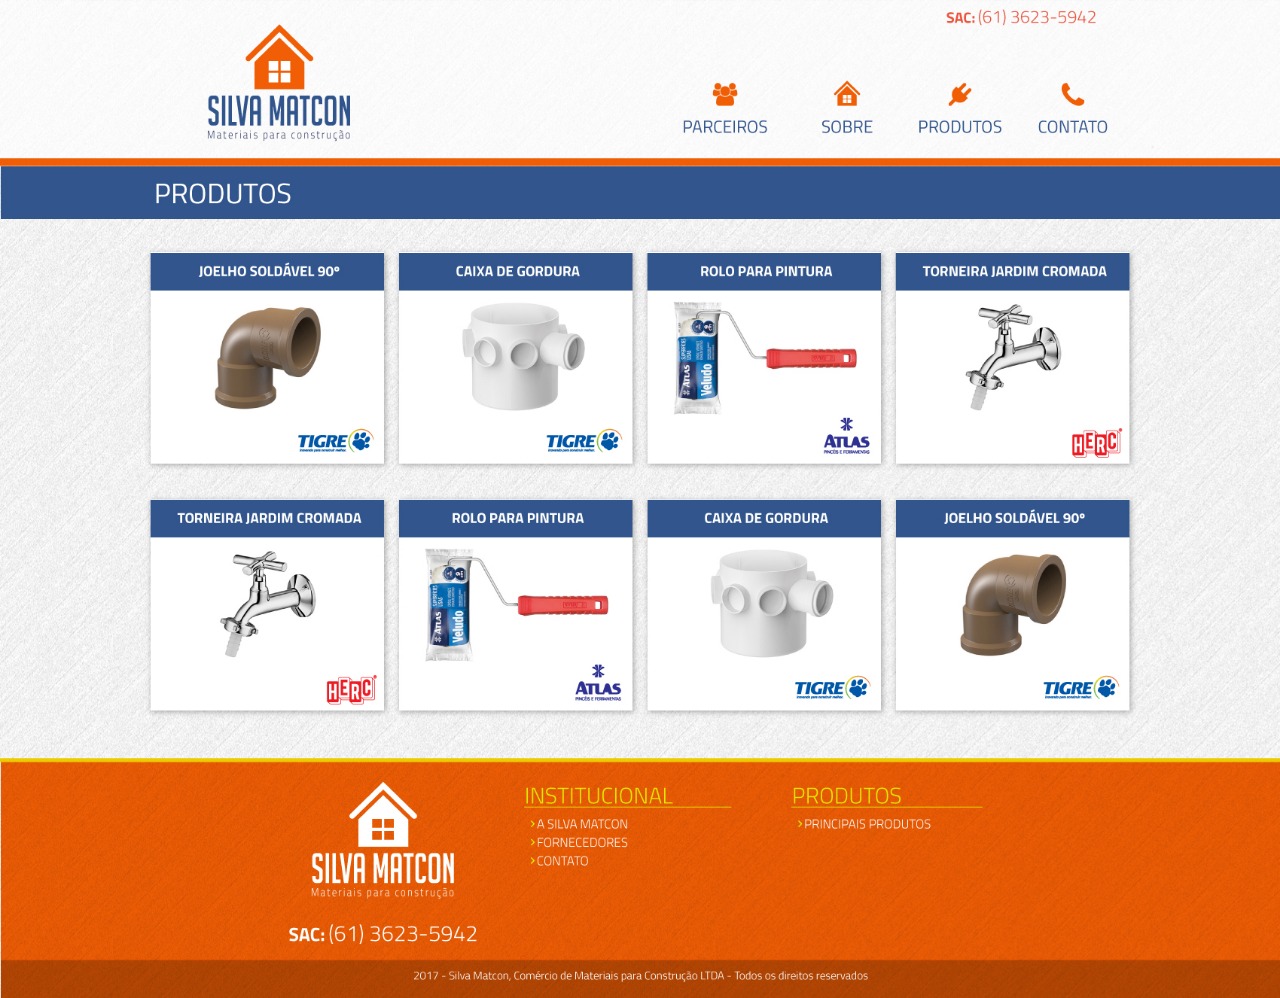 SAC: (61) 3623-5942
SILVA MATCON
Materiais para construção
PARCEIROS
SOBRE
PRODUTOS
CONTATO
PRODUTOS
JOELHO SOLDÁVEL 90º
CAIXA DE GORDURA
ROLO PARA PINTURA
TORNEIRA JARDIM CROMADA
ATLAS
Veludo
TIGRE
TIGRE
ATLAS
PINCÉIS E FERRAMENTAS
HERC
TORNEIRA JARDIM CROMADA
ROLO PARA PINTURA
CAIXA DE GORDURA
JOELHO SOLDÁVEL 90º
ATLAS
Veludo
HERC
ATLAS
PINCÉIS E FERRAMENTAS
TIGRE
TIGRE
SILVA MATCON
Materiais para construção
SAC: (61) 3623-5942
INSTITUCIONAL
> A SILVA MATCON
> FORNECEDORES
> CONTATO
PRODUTOS
> PRINCIPAIS PRODUTOS
2017 - Silva Matcon, Comércio de Materiais para Construção LTDA - Todos os direitos reservados